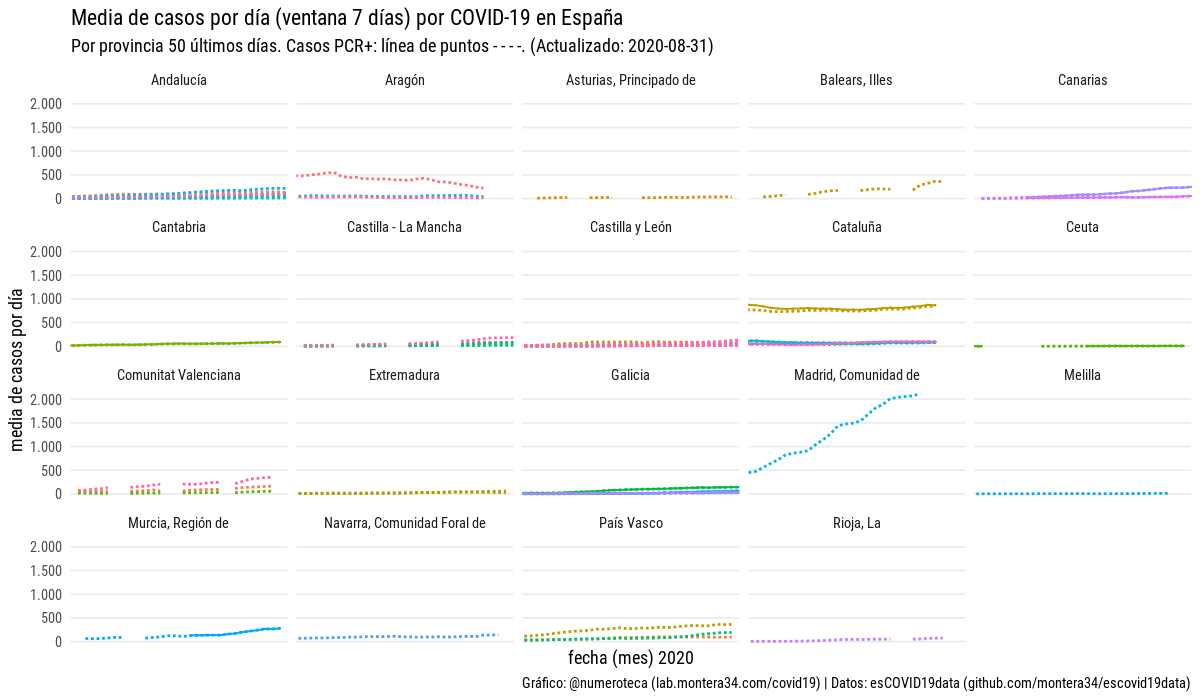 Media de casos por día (ventana 7 días) por COVID-19 en España
Por provincia 50 últimos días. Casos PCR+: línea de puntos - - - -. (Actualizado: 2020-08-31)
Andalucía
Aragón
Asturias, Principado de
Balears, Illes
Canarias
2.000
1.500
1.000
500
0
Cantabria
Castilla - La Mancha
Castilla y León
Cataluña
Ceuta
2.000
1.500
1.000
500
0
media de casos por día
Comunitat Valenciana
Extremadura
Galicia
Madrid, Comunidad de
Melilla
2.000
1.500
1.000
500
0
Murcia, Región de
Navarra, Comunidad Foral de
País Vasco
Rioja, La
2.000
1.500
1.000
500
0
fecha (mes) 2020
Gráfico: @numeroteca (lab.montera34.com/covid19) | Datos: esCOVID19data (github.com/montera34/escovid19data)